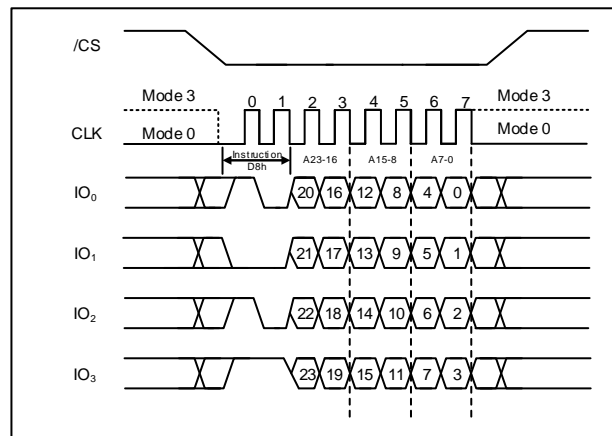 /CS
Mode 3 0 1 2 3 4 5 6 7 Mode 3
CLK Mode 0 Mode 0
Instruction A23-16 A15-8 A7-0
D8h
IO0 20 16 12 8 4 0
IO1 21 17 13 9 5 1
IO2 22 18 14 10 6 2
IO3 23 19 15 11 7 3